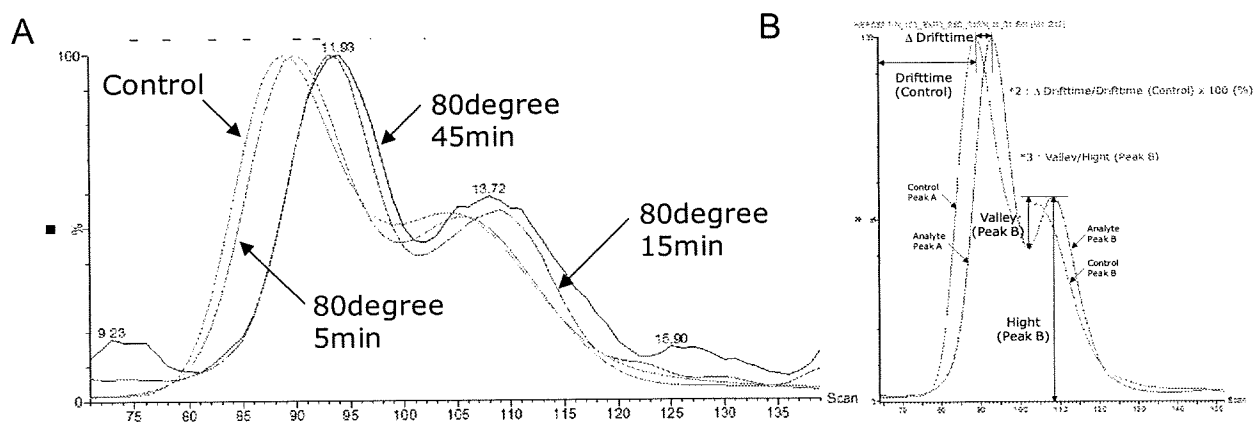 A
100
%
0
Control
11.93
80degree
45min
13.72
80degree
15min
80degree
5min
9.23
75 80 85 90 95 100 105 110 115 120 125 130 135
Scan
B
Δ Drifttime
Drifttime
(Control)
*2 : Δ Drifttime/Drifttime (Control) x 100 (%)
*3 : Valley/Hight (Peak B)
Control
Peak A
Analyte
Peak A
Valley
(Peak B)
Analyte
Peak B
Control
Peak B
Hight
(Peak B)
Scan